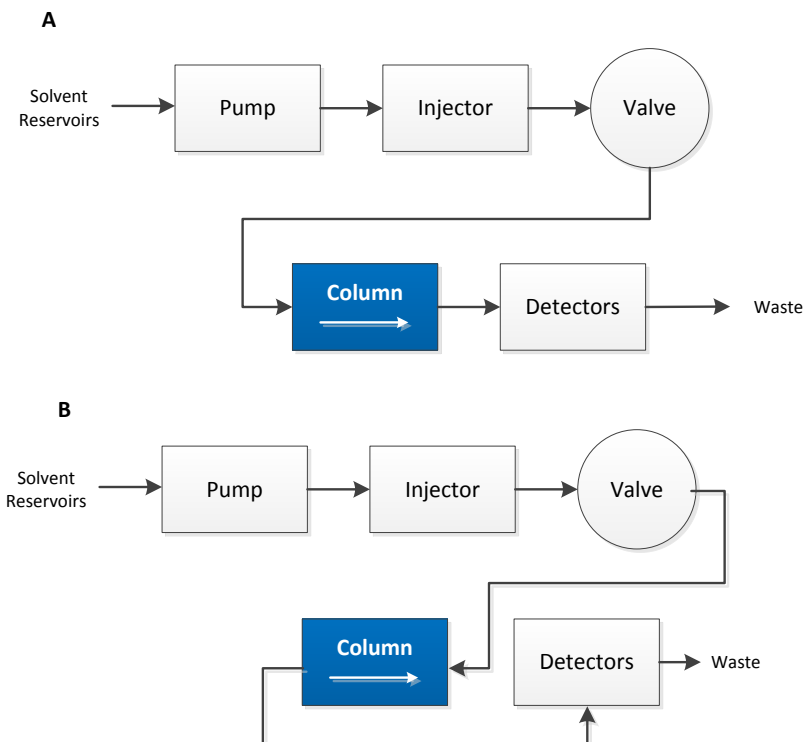 A
Solvent
Reservoirs
Pump
Injector
Valve
Column
Detectors
Waste
B
Solvent
Reservoirs
Pump
Injector
Valve
Column
Detectors
Waste